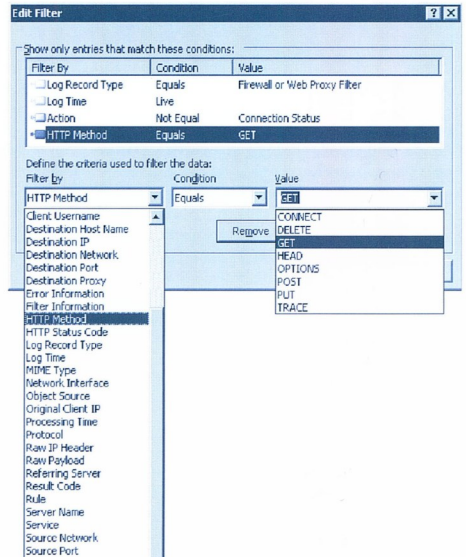 Edit Filter
Show only entries that match these conditions:
Filter By Condition Value
Log Record Type Equals Firewall or Web Proxy Filter
Log Time Live
Action Not Equal Connection Status
HTTP Method Equals GET
Define the criteria used to filter the data:
Filter by Condition Value
HTTP Method Equals GET
Remove
Client Username
Destination Host Name
Destination IP
Destination Network
Destination Port
Destination Proxy
Error Information
Filter Information
HTTP Method
HTTP Status Code
Log Record Type
Log Time
MIME Type
Network Interface
Object Source
Original Client IP
Processing Time
Protocol
Raw IP Header
Raw Payload
Referring Server
Result Code
Rule
Server Name
Service
Source Network
Source Port
CONNECT
DELETE
GET
HEAD
OPTIONS
POST
PUT
TRACE